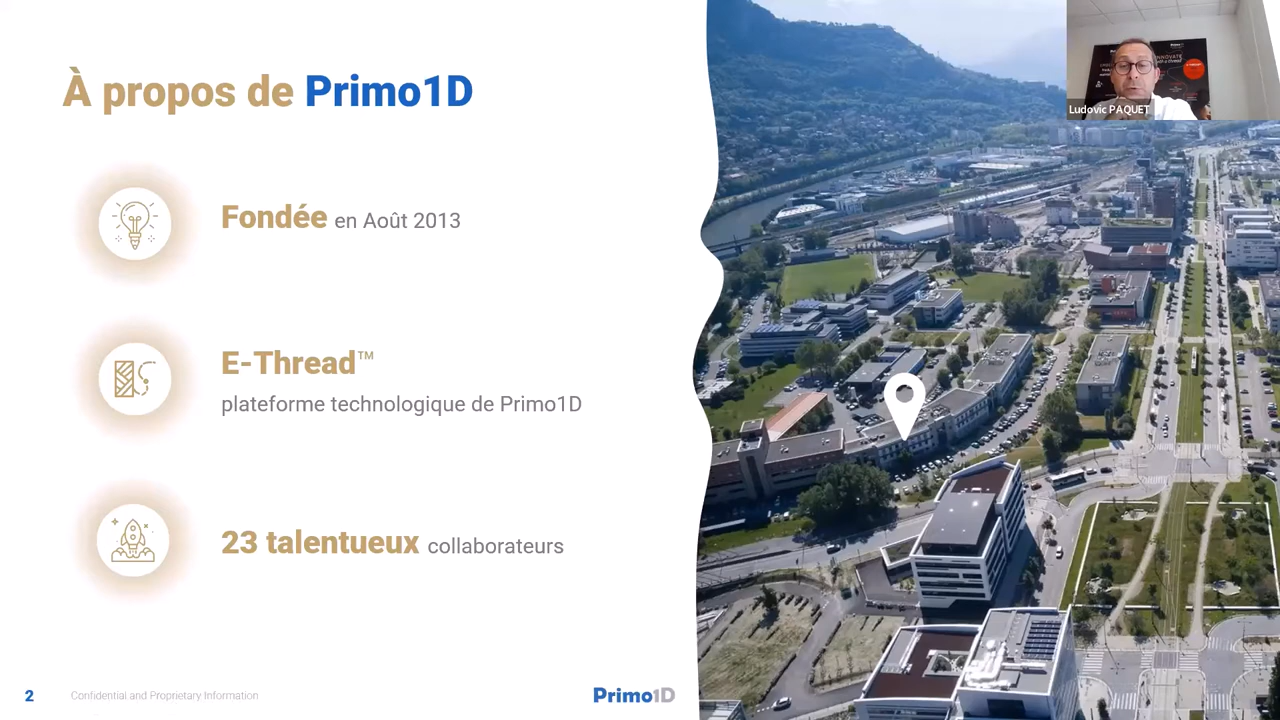 À propos de Primo1D
Fondée en Août 2013
E-Thread™
plateforme technologique de Primo1D
23 talentueux collaborateurs
2
Confidential and Proprietary Information
Primo1D
Ludovic PAQUET